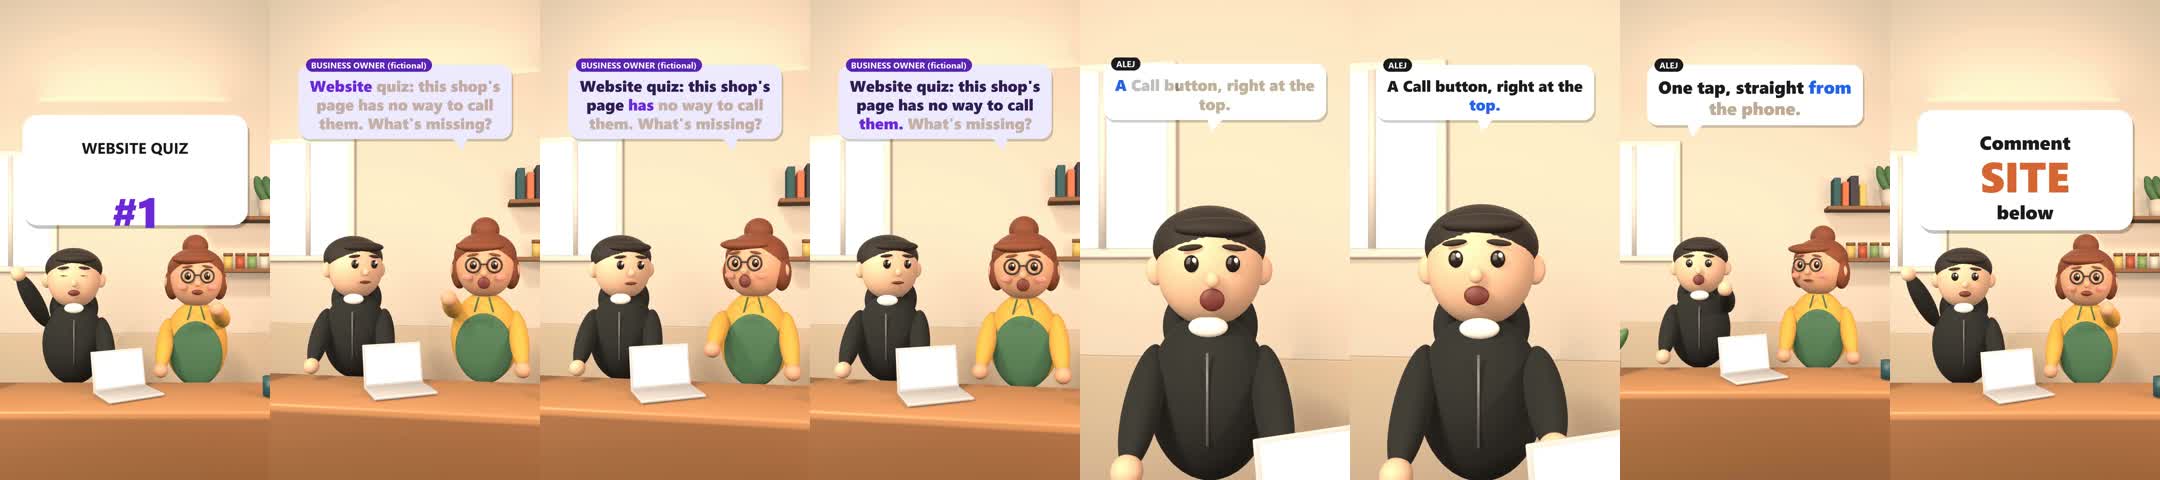 WEBSITE QUIZ
#1
BUSINESS OWNER (fictional)
Website quiz: this shop's
page has no way to call
them. What's missing?
BUSINESS OWNER (fictional)
Website quiz: this shop's
page has no way to call
them. What's missing?
BUSINESS OWNER (fictional)
Website quiz: this shop's
page has no way to call
them. What's missing?
ALEJ
A Call button, right at the
top.
ALEJ
A Call button, right at the
top.
ALEJ
One tap, straight from
the phone.
Comment
SITE
below